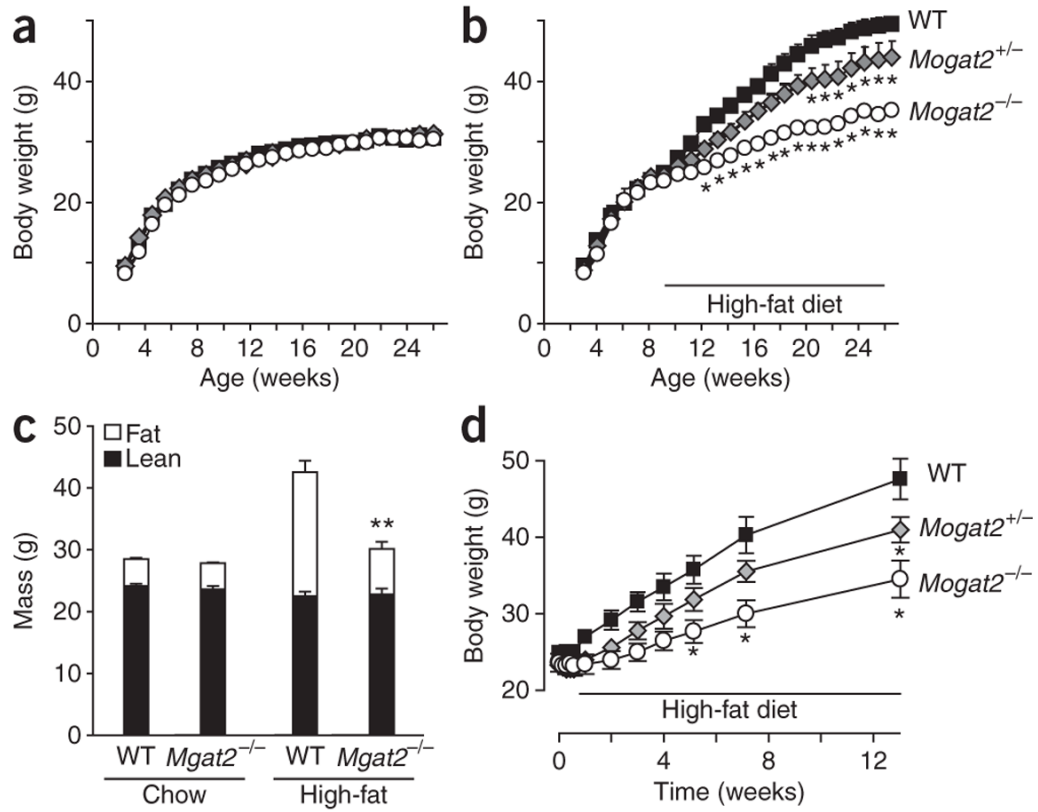 a
Body weight (g)
40
20
0
0 4 8 12 16 20 24
Age (weeks)
b
Body weight (g)
40
20
0
WT
Mogat2+/–
***
***
Mogat2–/–
* * * * * * * *** ***
High-fat diet
0 4 8 12 16 20 24
Age (weeks)
c
Mass (g)
50
40
30
20
10
0
Fat
Lean
**
WT Mgat2–/– WT Mgat2–/–
Chow High-fat
d
Body weight (g)
50
40
30
20
WT
Mogat2+/–
*
Mogat2–/–
* * *
High-fat diet
0 4 8 12
Time (weeks)